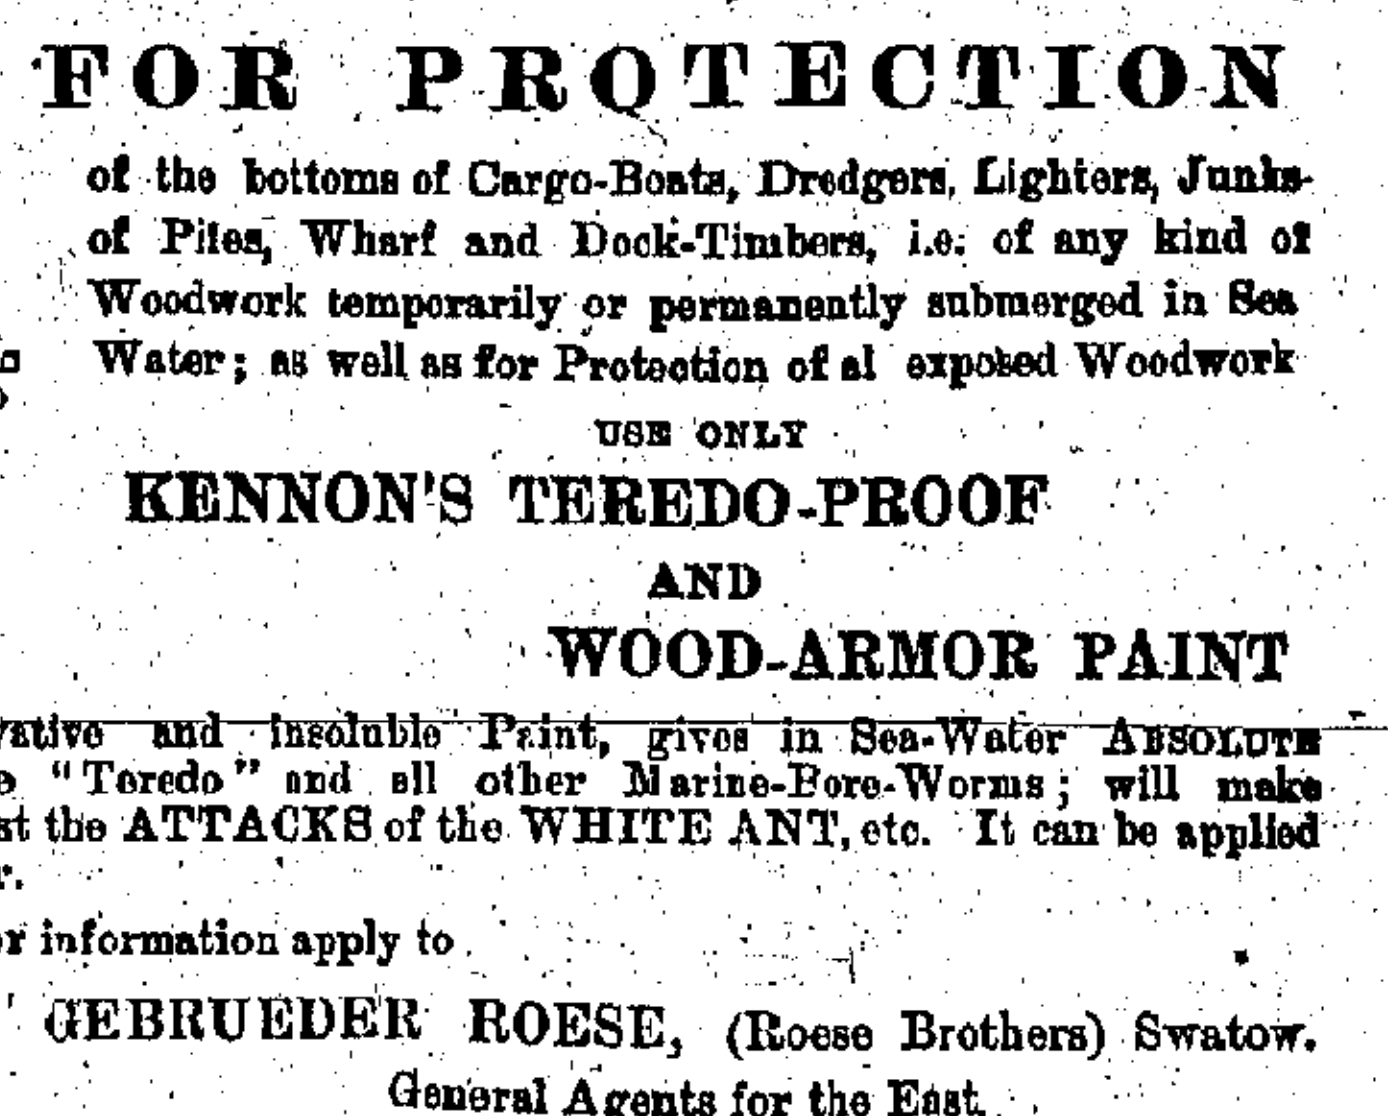 FOR PROTECTION
of the bottoms of Cargo-Boats, Dredgers, Lighters, Junks-
of Piles, Wharf and Dock-Timbers, i.e. of any kind of
Woodwork temporarily or permanently submerged in Sea
Water; as well as for Protection of al exposed Woodwork
USE ONLY
KENNON'S TEREDO-PROOF
AND
WOOD-ARMOR PAINT
vative and insoluble Paint, gives in Sea-Water ABSOLUTE
e "Teredo" and all other Marine-Bore-Worms; will make
st the ATTACKS of the WHITE ANT, etc. It can be applied
r.
or information apply to
GEBRUEDER ROESE, (Roese Brothers) Swatow.
General Agents for the East.